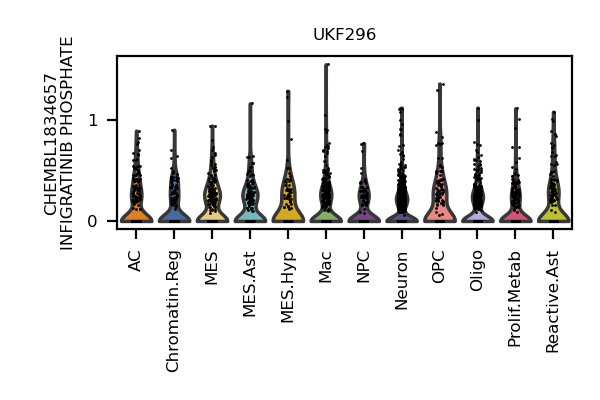 UKF296
CHEMBL1834657
INFIGRATINIB PHOSPHATE
1
0
AC
Chromatin.Reg
MES
MES.Ast
MES.Hyp
Mac
NPC
Neuron
OPC
Oligo
Prolif.Metab
Reactive.Ast